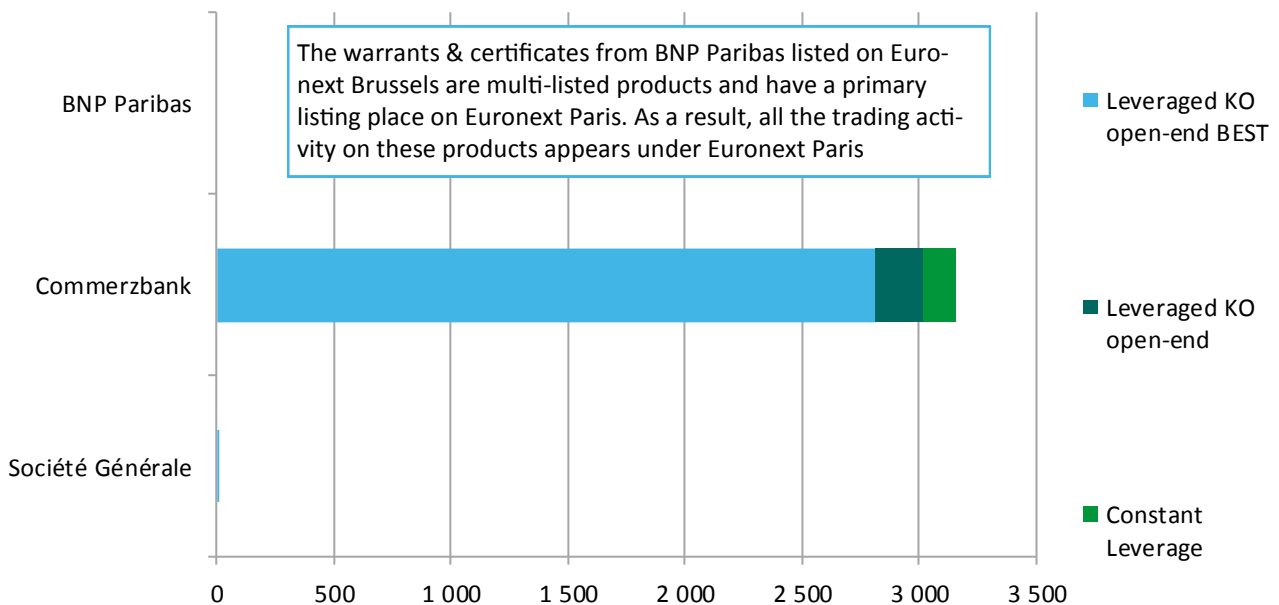 The warrants & certificates from BNP Paribas listed on Euro-
next Brussels are multi-listed products and have a primary
listing place on Euronext Paris. As a result, all the trading acti-
vity on these products appears under Euronext Paris
BNP Paribas
Commerzbank
Société Générale
0 500 1 000 1 500 2 000 2 500 3 000 3 500
Leveraged KO
open-end BEST
Leveraged KO
open-end
Constant
Leverage